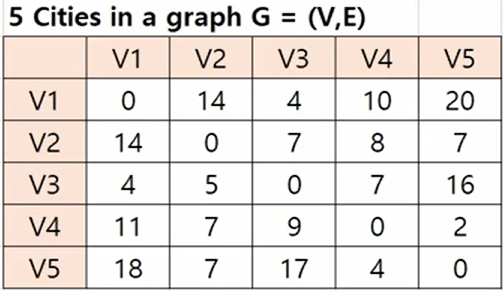 5 Cities in a graph G = (V,E)
V1 V2 V3 V4 V5
V1 0 14 4 10 20
V2 14 0 7 8 7
V3 4 5 0 7 16
V4 11 7 9 0 2
V5 18 7 17 4 0